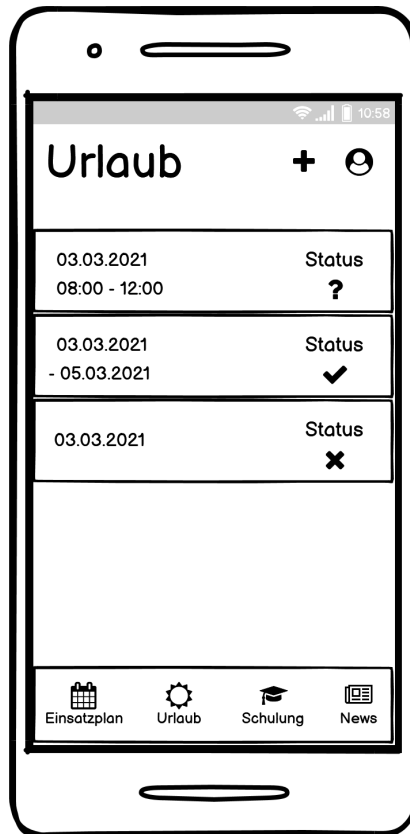 10:58
Urlaub
03.03.2021
Status
08:00 - 12:00
?
03.03.2021
Status
- 05.03.2021
03.03.2021
Status
Einsatzplan
Urlaub
Schulung
News